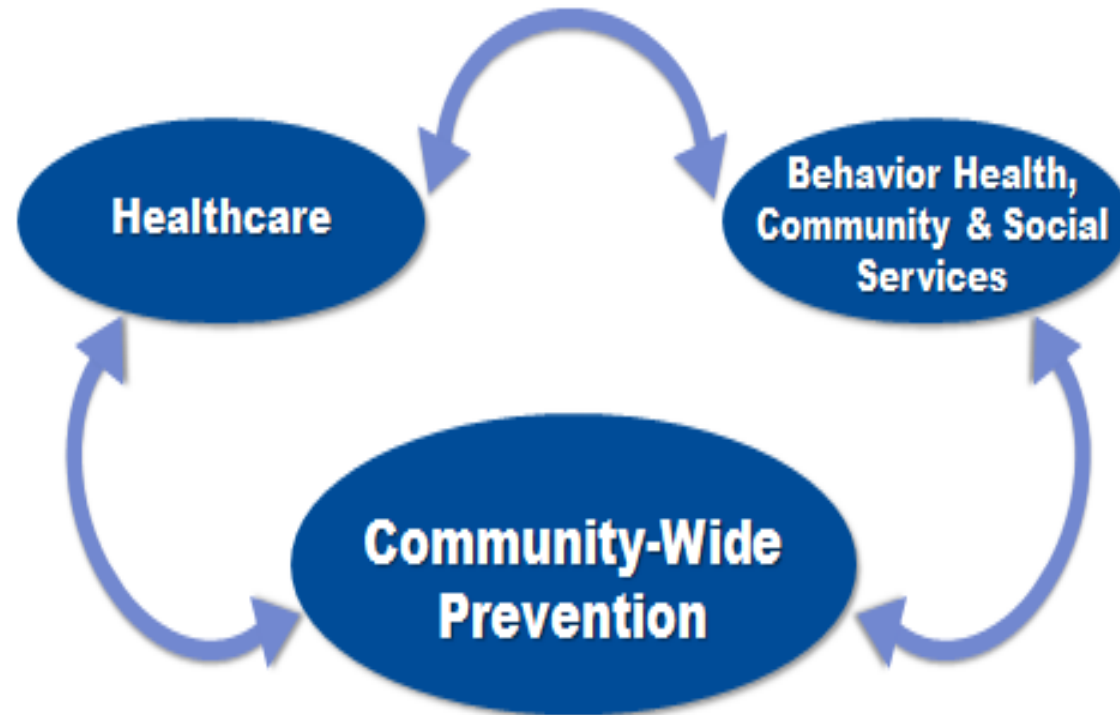 Healthcare
Behavior Health,
Community & Social
Services
Community-Wide
Prevention